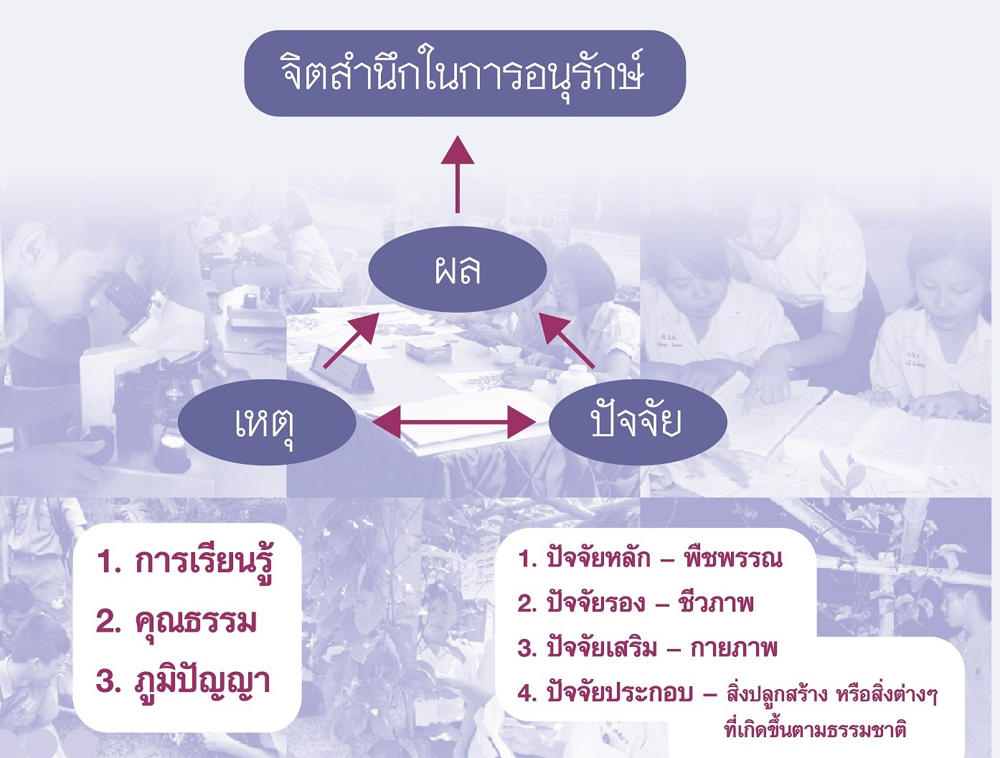 จิตสำนึกในการอนุรักษ์
ผล
เหตุ
ปัจจัย
1. การเรียนรู้
2. คุณธรรม
3. ภูมิปัญญา
1. ปัจจัยหลัก – พืชพรรณ
2. ปัจจัยรอง – ชีวภาพ
3. ปัจจัยเสริม – กายภาพ
4. ปัจจัยประกอบ – สิ่งปลูกสร้าง หรือสิ่งต่างๆ
ที่เกิดขึ้นตามธรรมชาติ